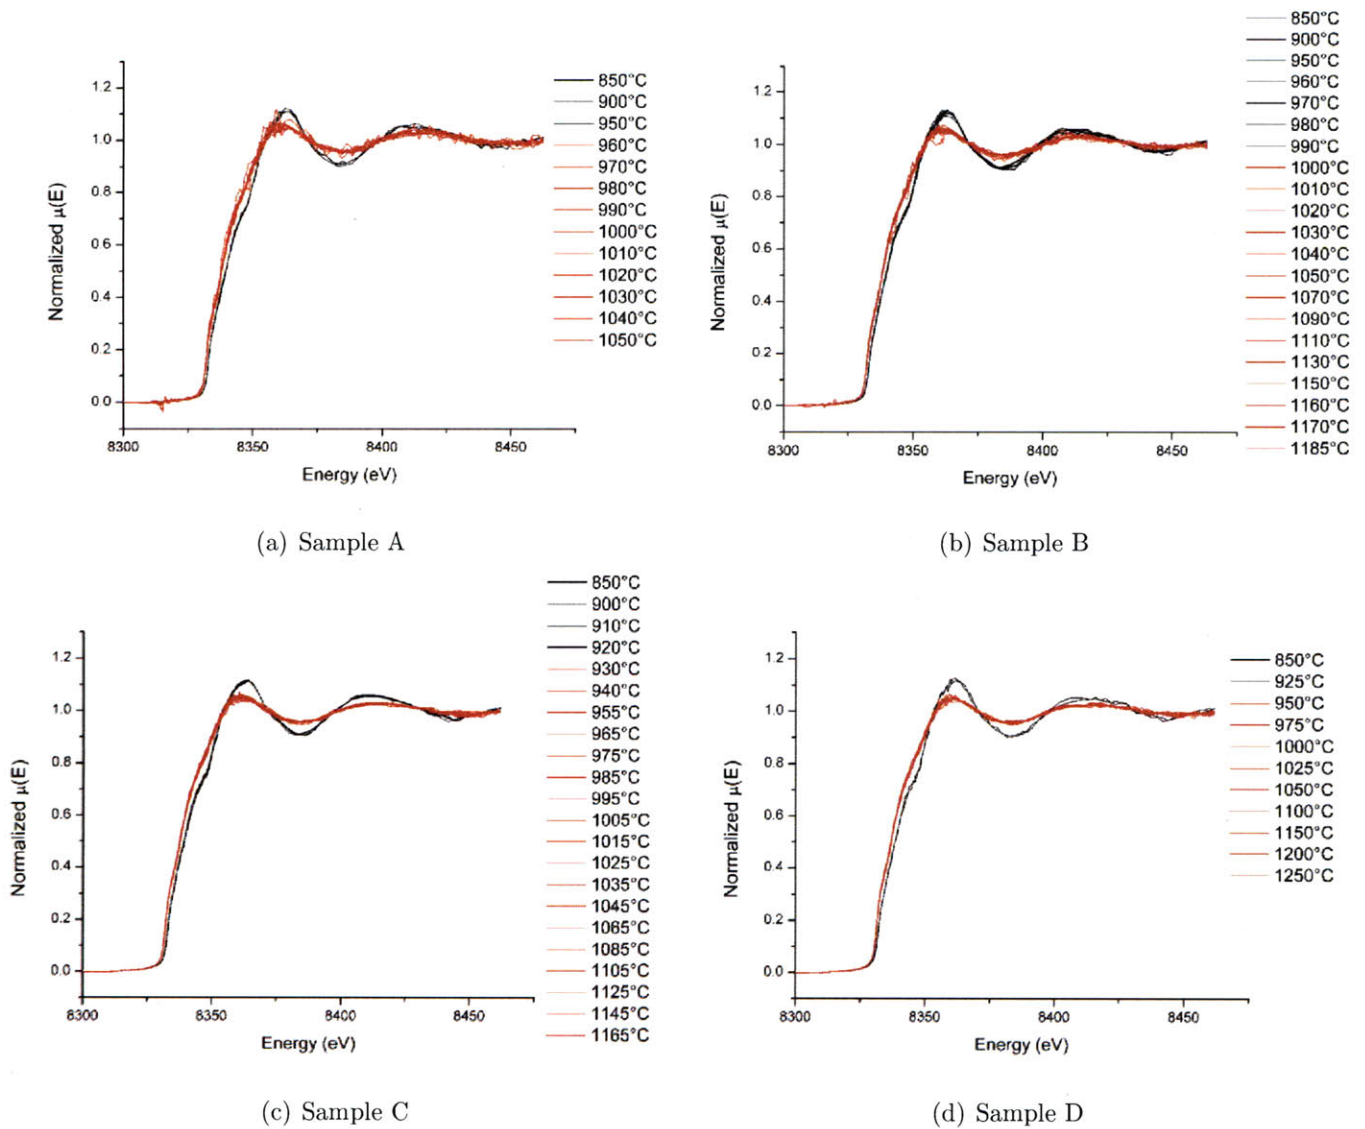 1.2
1.0
0.8
0.6
0.4
0.2
0.0
Normalized μ(E)
8300 8350 8400 8450
Energy (eV)
850°C
900°C
950°C
960°C
970°C
980°C
990°C
1000°C
1010°C
1020°C
1030°C
1040°C
1050°C
(a) Sample A
1.2
1.0
0.8
0.6
0.4
0.2
0.0
Normalized μ(E)
8300 8350 8400 8450
Energy (eV)
850°C
900°C
950°C
960°C
970°C
980°C
990°C
1000°C
1010°C
1020°C
1030°C
1040°C
1050°C
1070°C
1090°C
1110°C
1130°C
1150°C
1160°C
1170°C
1185°C
(b) Sample B
1.2
1.0
0.8
0.6
0.4
0.2
0.0
Normalized μ(E)
8300 8350 8400 8450
Energy (eV)
850°C
900°C
910°C
920°C
930°C
940°C
955°C
965°C
975°C
985°C
995°C
1005°C
1015°C
1025°C
1035°C
1045°C
1065°C
1085°C
1105°C
1125°C
1145°C
1165°C
(c) Sample C
1.2
1.0
0.8
0.6
0.4
0.2
0.0
Normalized μ(E)
8300 8350 8400 8450
Energy (eV)
850°C
925°C
950°C
975°C
1000°C
1025°C
1050°C
1100°C
1150°C
1200°C
1250°C
(d) Sample D